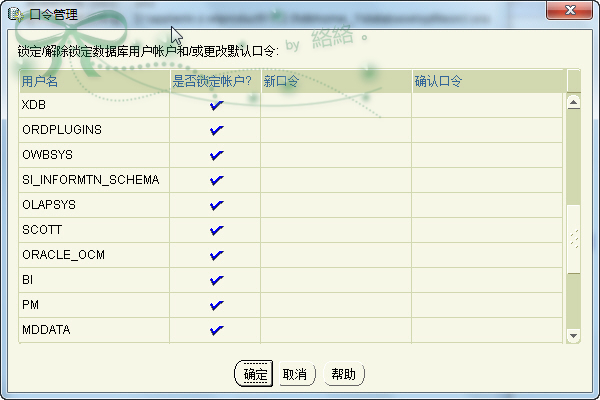 口令管理
锁定/解除锁定数据库用户帐户和/或更改默认口令:
by 絡絡。
用户名 是否锁定帐户? 新口令 确认口令
XDB
ORDPLUGINS
OWBSYS
SI_INFORMTN_SCHEMA
OLAPSYS
SCOTT
ORACLE_OCM
BI
PM
MDDATA
确定 取消 帮助